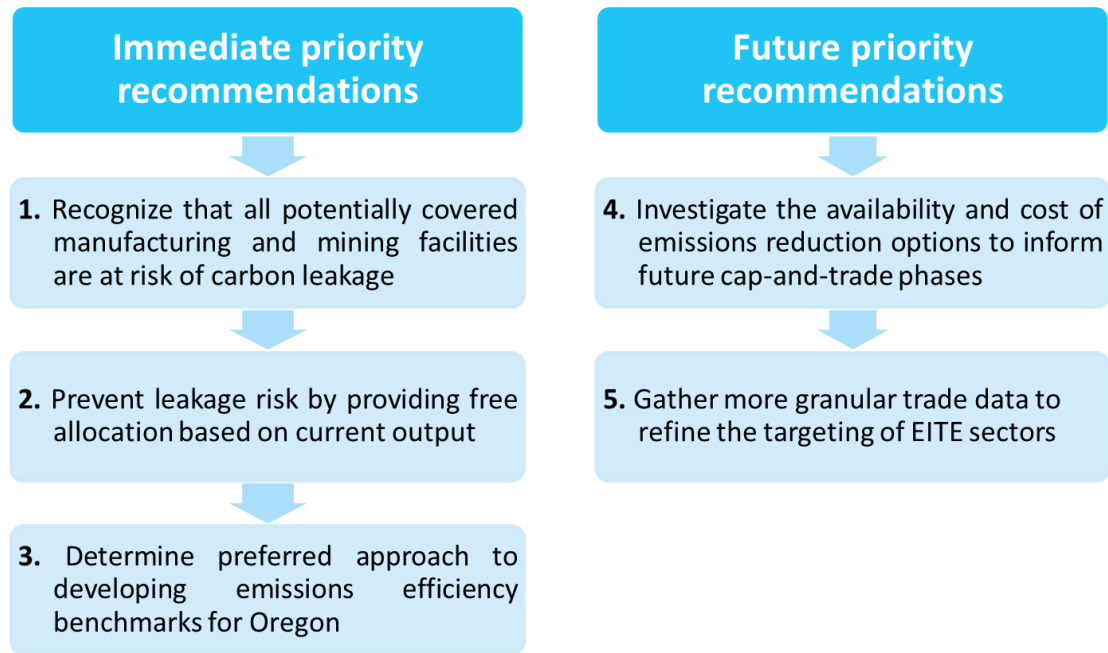 Immediate priority
recommendations
1. Recognize that all potentially covered
manufacturing and mining facilities
are at risk of carbon leakage
2. Prevent leakage risk by providing free
allocation based on current output
3. Determine preferred approach to
developing emissions efficiency
benchmarks for Oregon
Future priority
recommendations
4. Investigate the availability and cost of
emissions reduction options to inform
future cap-and-trade phases
5. Gather more granular trade data to
refine the targeting of EITE sectors